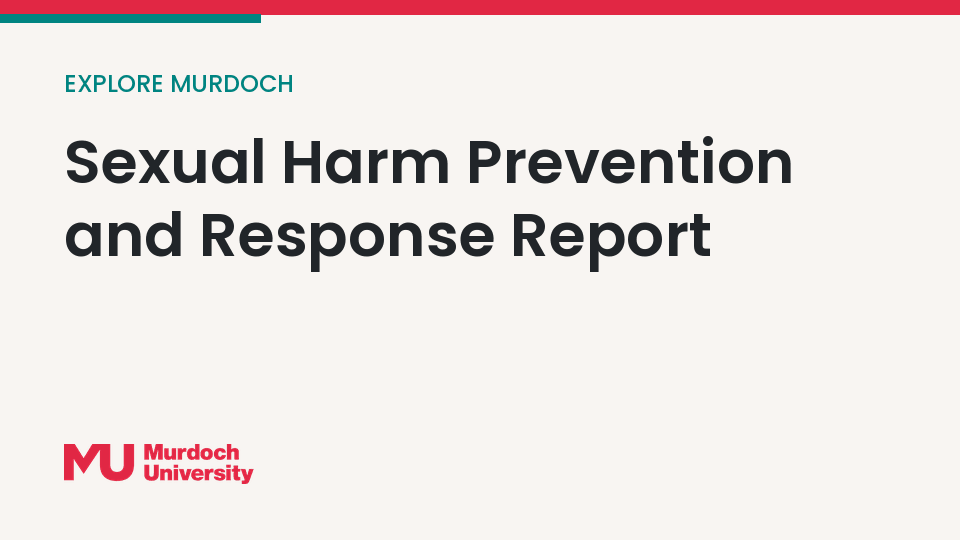 EXPLORE MURDOCH
Sexual Harm Prevention
and Response Report
MU Murdoch
University